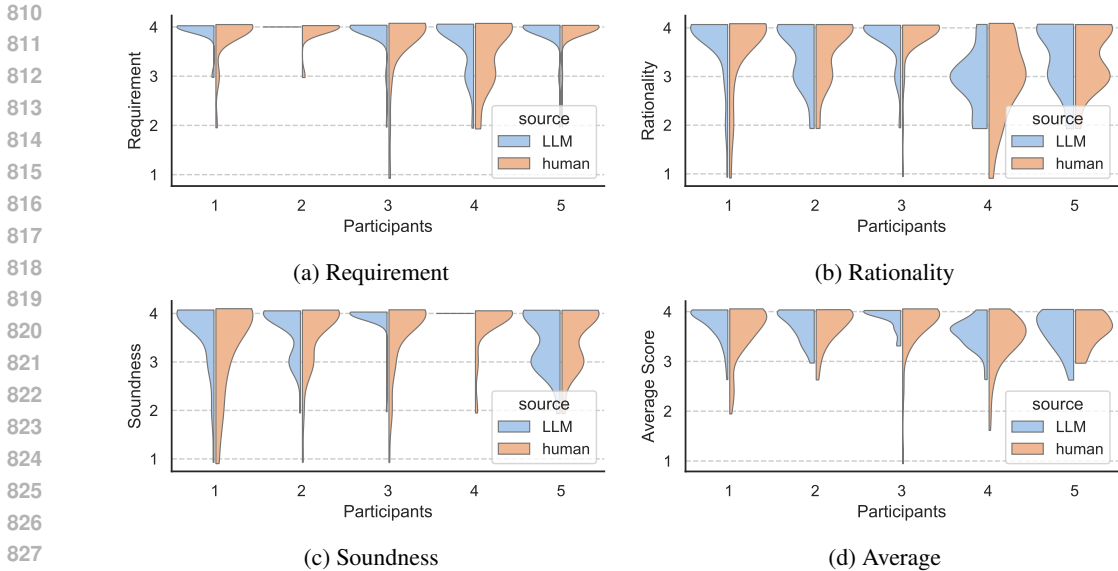 810
811
812
813
814
815
816
817
818
819
820
821
822
823
824
825
826
827
Requirement
4
3
2
1
source
LLM
human
1 2 3 4 5
Participants
(a) Requirement
Rationality
4
3
2
1
source
LLM
human
1 2 3 4 5
Participants
(b) Rationality
Soundness
4
3
2
1
source
LLM
human
1 2 3 4 5
Participants
(c) Soundness
Average Score
4
3
2
1
source
LLM
human
1 2 3 4 5
Participants
(d) Average